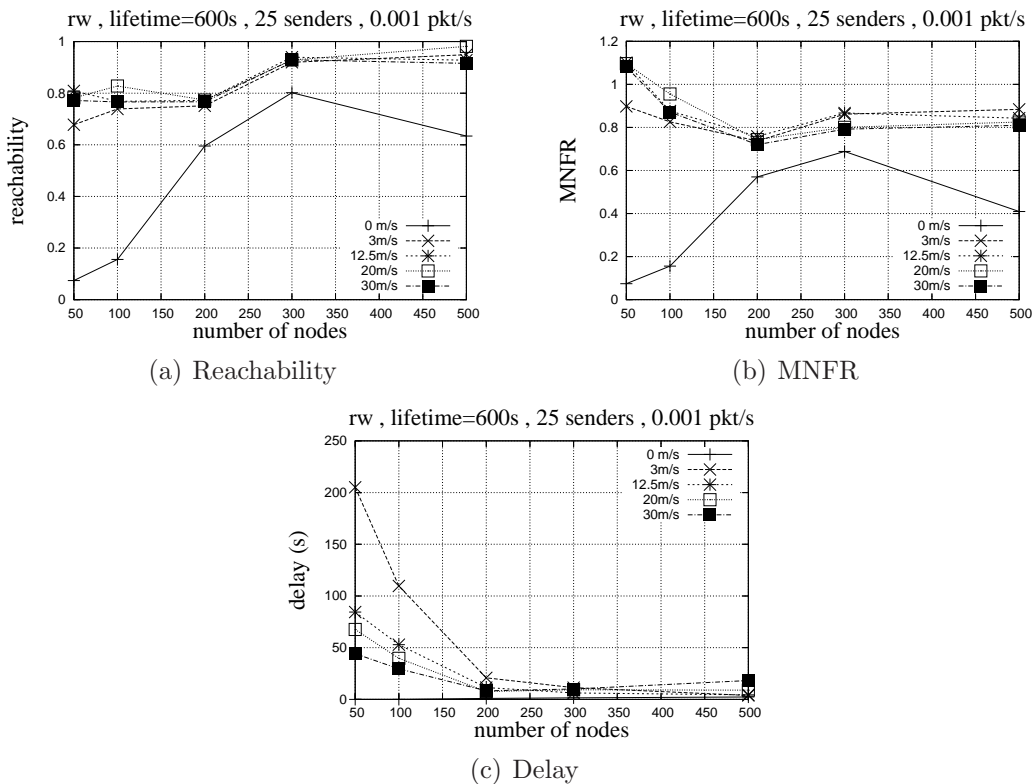 rw , lifetime=600s , 25 senders , 0.001 pkt/s
1
0.8
0.6
0.4
0.2
0
reachability
0 m/s
3m/s
12.5m/s
20m/s
30m/s
50 100 150 200 250 300 350 400 450 500
number of nodes
(a) Reachability
rw , lifetime=600s , 25 senders , 0.001 pkt/s
1.2
1
0.8
0.6
0.4
0.2
0
MNFR
0 m/s
3m/s
12.5m/s
20m/s
30m/s
50 100 150 200 250 300 350 400 450 500
number of nodes
(b) MNFR
rw , lifetime=600s , 25 senders , 0.001 pkt/s
250
200
150
100
50
0
delay (s)
0 m/s
3m/s
12.5m/s
20m/s
30m/s
50 100 150 200 250 300 350 400 450 500
number of nodes
(c) Delay